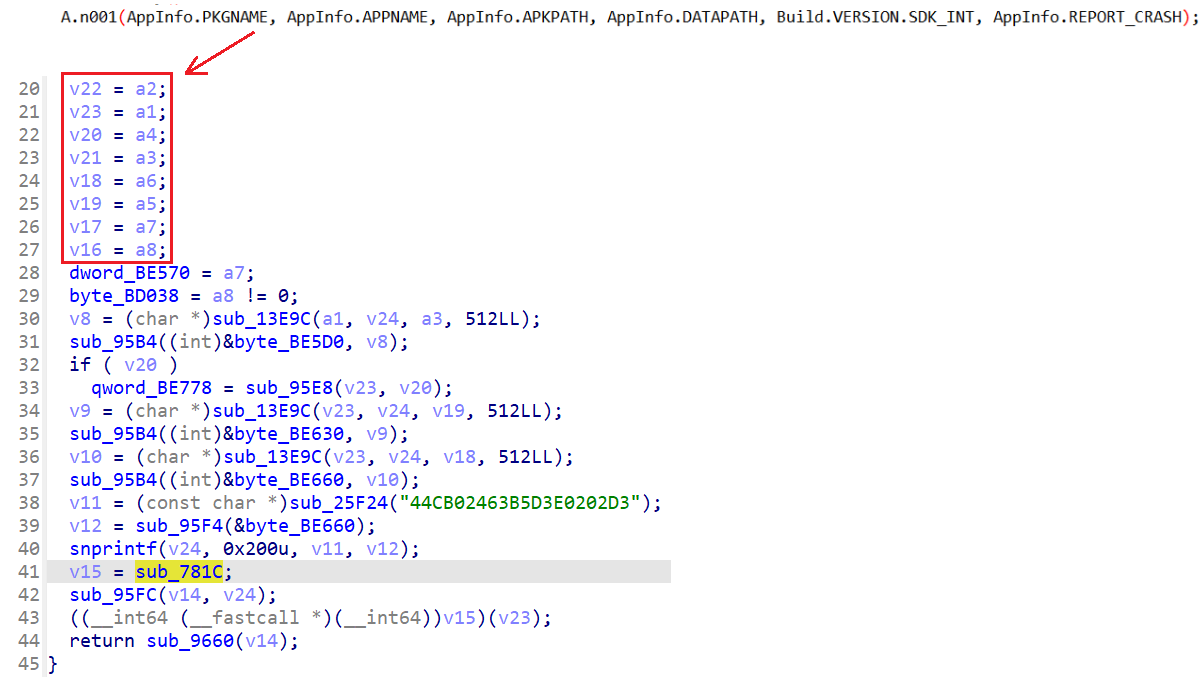 A.n001(AppInfo.PKGNAME, AppInfo.APPNAME, AppInfo.APKPATH, AppInfo.DATAPATH, Build.VERSION.SDK_INT, AppInfo.REPORT_CRASH);
20 v22 = a2;
21 v23 = a1;
22 v20 = a4;
23 v21 = a3;
24 v18 = a6;
25 v19 = a5;
26 v17 = a7;
27 v16 = a8;
28 dword_BE570 = a7;
29 byte_BD038 = a8 != 0;
30 v8 = (char *)sub_13E9C(a1, v24, a3, 512LL);
31 sub_95B4((int)&byte_BE5D0, v8);
32 if ( v20 )
33 qword_BE778 = sub_95E8(v23, v20);
34 v9 = (char *)sub_13E9C(v23, v24, v19, 512LL);
35 sub_95B4((int)&byte_BE630, v9);
36 v10 = (char *)sub_13E9C(v23, v24, v18, 512LL);
37 sub_95B4((int)&byte_BE660, v10);
38 v11 = (const char *)sub_25F24("44CB02463B5D3E0202D3");
39 v12 = sub_95F4(&byte_BE660);
40 snprintf(v24, 0x200u, v11, v12);
41 v15 = sub_781C;
42 sub_95FC(v14, v24);
43 ((__int64 (__fastcall *)(__int64))v15)(v23);
44 return sub_9660(v14);
45 }